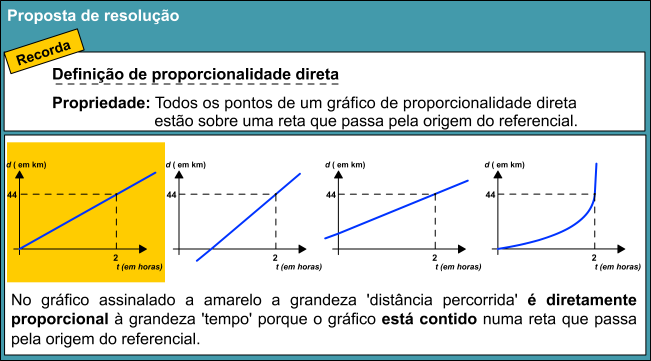 Proposta de resolução
Recorda
Definição de proporcionalidade direta
Propriedade: Todos os pontos de um gráfico de proporcionalidade direta
estão sobre uma reta que passa pela origem do referencial.
d ( em km)
44
2
t (em horas)
d ( em km)
44
2
t (em horas)
d ( em km)
44
2
t (em horas)
d ( em km)
44
2
t (em horas)
No gráfico assinalado a amarelo a grandeza 'distância percorrida' é diretamente
proporcional à grandeza 'tempo' porque o gráfico está contido numa reta que passa
pela origem do referencial.